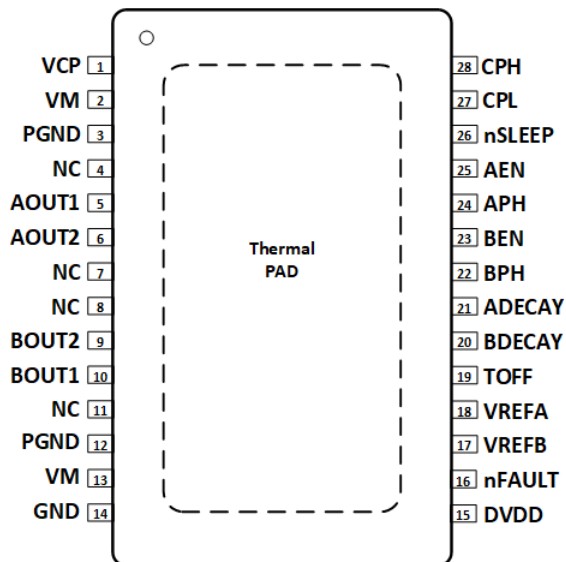 VCP 1
VM 2
PGND 3
NC 4
AOUT1 5
AOUT2 6
NC 7
NC 8
BOUT2 9
BOUT1 10
NC 11
PGND 12
VM 13
GND 14
Thermal
PAD
28 CPH
27 CPL
26 nSLEEP
25 AEN
24 APH
23 BEN
22 BPH
21 ADECAY
20 BDECAY
19 TOFF
18 VREFA
17 VREFB
16 nFAULT
15 DVDD